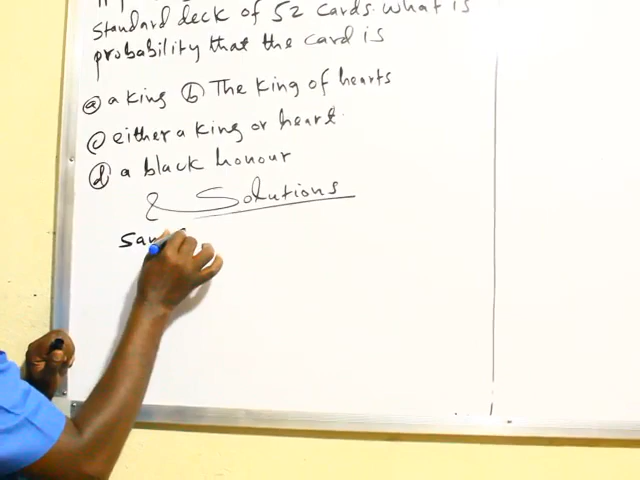 Standard deck of 52 cards. what is
probability that the card is
(a) a king (b) The king of hearts
(c) either a king or heart.
(d) a black honour
Solutions
Sam